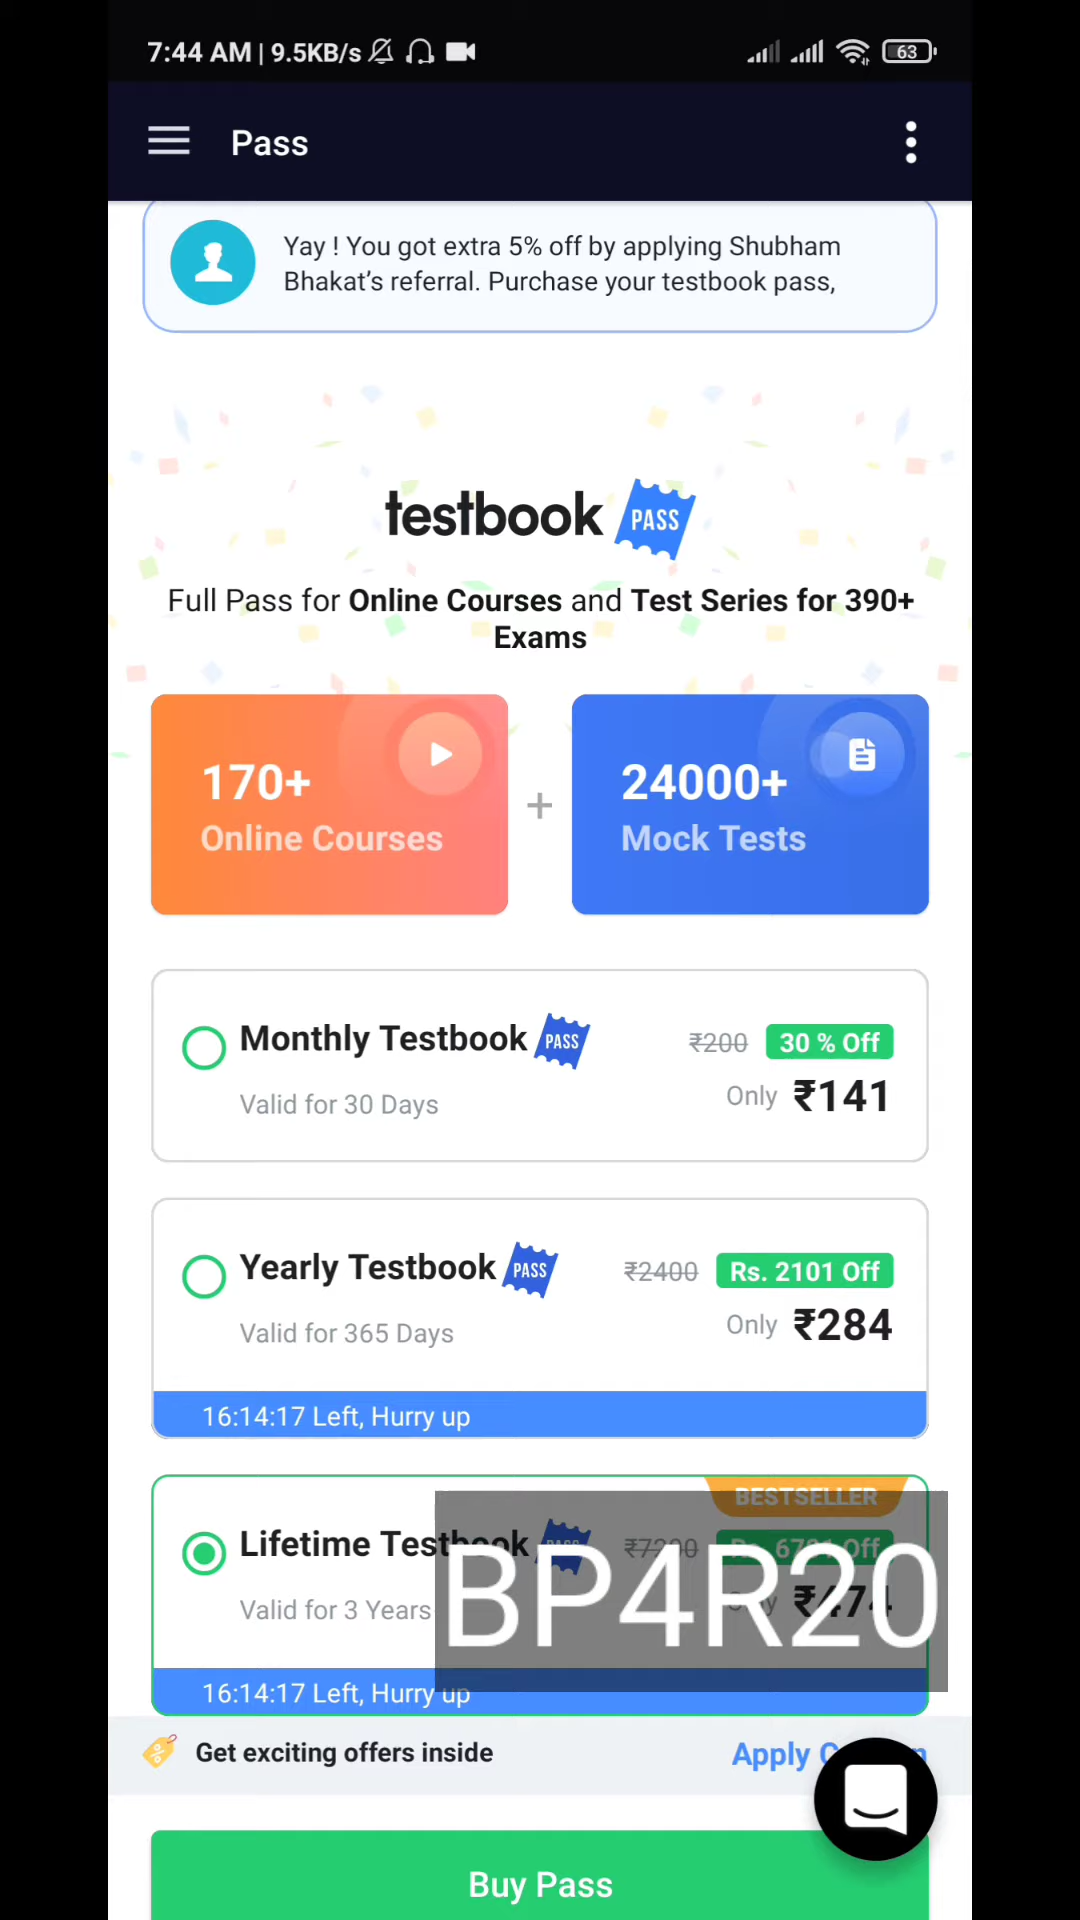 7:44 AM | 9.5KB/s
63
Pass
Yay ! You got extra 5% off by applying Shubham
Bhakat’s referral. Purchase your testbook pass,
testbook PASS
Full Pass for Online Courses and Test Series for 390+
Exams
170+
Online Courses
+
24000+
Mock Tests
Monthly Testbook PASS
₹200 30 % Off
Valid for 30 Days
Only ₹141
Yearly Testbook PASS
₹2400 Rs. 2101 Off
Valid for 365 Days
Only ₹284
16:14:17 Left, Hurry up
BESTSELLER
Lifetime Testbook PASS
Off
Valid for 3 Years
₹474
BP4R20
16:14:17 Left, Hurry up
Get exciting offers inside
Apply
Buy Pass